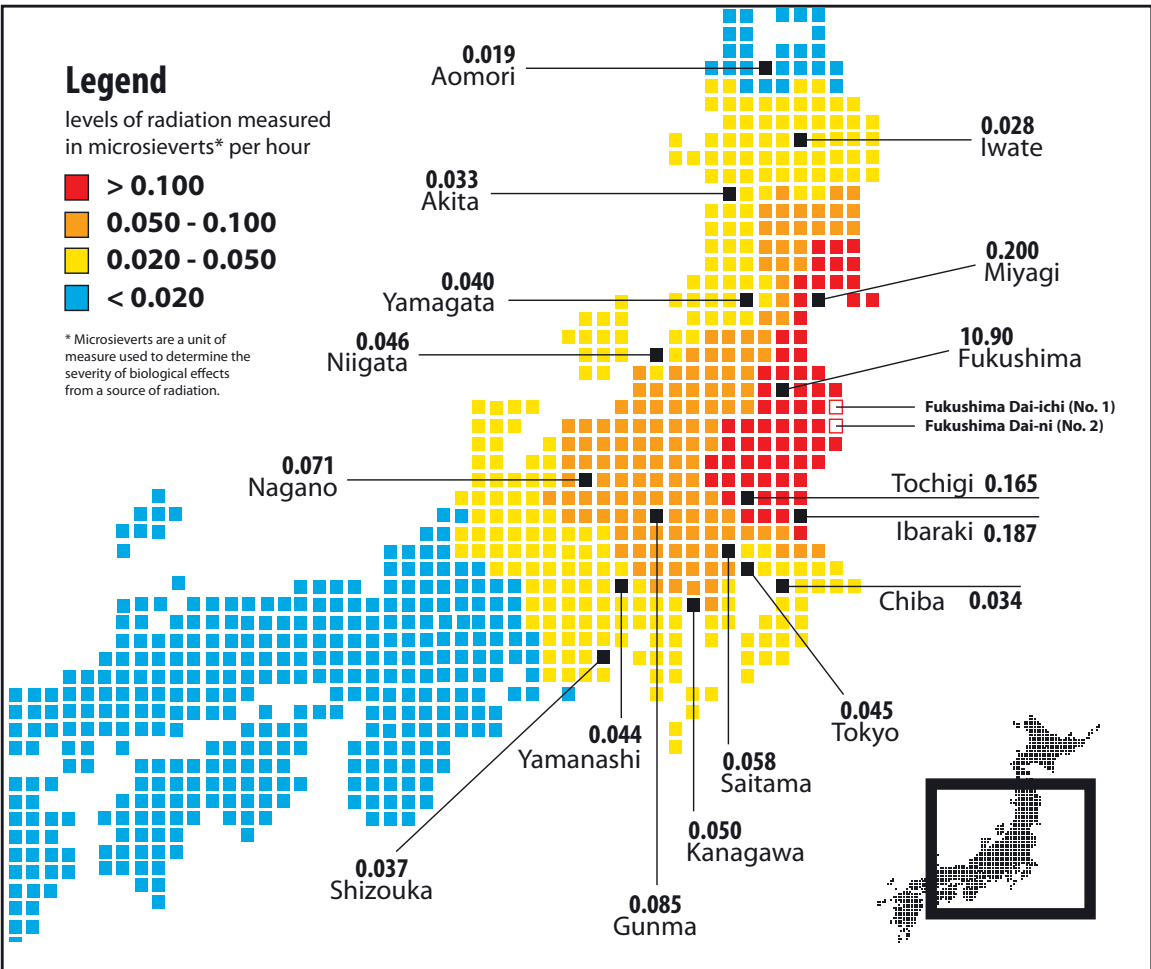 Legend
levels of radiation measured
in microsieverts* per hour
> 0.100
0.050 - 0.100
0.020 - 0.050
< 0.020
* Microsieverts are a unit of
measure used to determine the
severity of biological effects
from a source of radiation.
0.019
Aomori
0.028
Iwate
0.033
Akita
0.200
Miyagi
0.040
Yamagata
0.046
Niigata
10.90
Fukushima
Fukushima Dai-ichi (No. 1)
Fukushima Dai-ni (No. 2)
0.071
Nagano
Tochigi 0.165
Ibaraki 0.187
Chiba 0.034
0.045
Tokyo
0.044
Yamanashi
0.058
Saitama
0.050
Kanagawa
0.037
Shizouka
0.085
Gunma